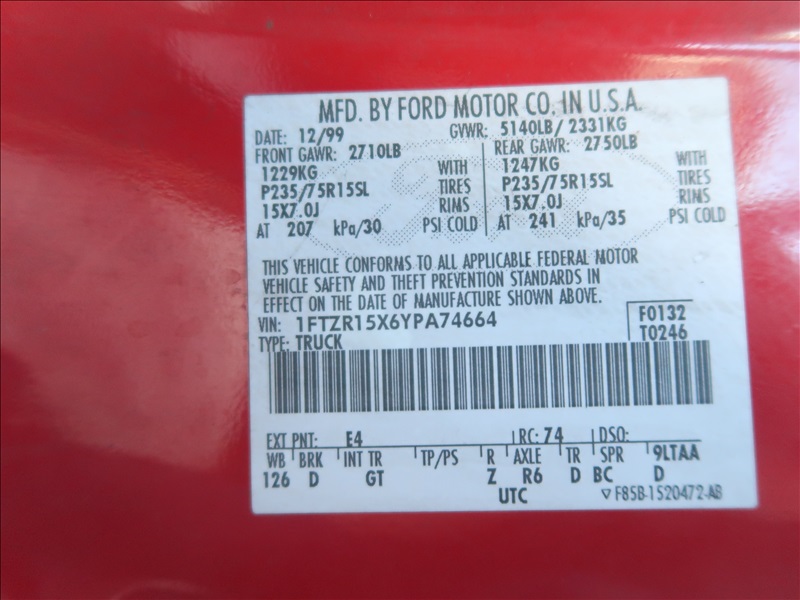 MFD. BY FORD MOTOR CO. IN U.S.A.
DATE: 12/99 GVWR: 5140LB/ 2331KG
FRONT GAWR: 2710LB REAR GAWR: 2750LB
1229KG WITH 1247KG WITH
P235/75R15SL TIRES P235/75R15SL TIRES
15X7.0J RIMS 15X7.0J RIMS
AT 207 kPa/30 PSI COLD AT 241 kPa/35 PSI COLD
THIS VEHICLE CONFORMS TO ALL APPLICABLE FEDERAL MOTOR
VEHICLE SAFETY AND THEFT PREVENTION STANDARDS IN
EFFECT ON THE DATE OF MANUFACTURE SHOWN ABOVE.
VIN: 1FTZR15X6YPA74664 F0132
TYPE: TRUCK T0246
EXT PNT: E4 RC: 74 DSO:
WB BRK INT TR TP/PS R AXLE TR SPR 9LTAA
126 D GT Z R6 D BC D
UTC ▽F85B-1520472-AB